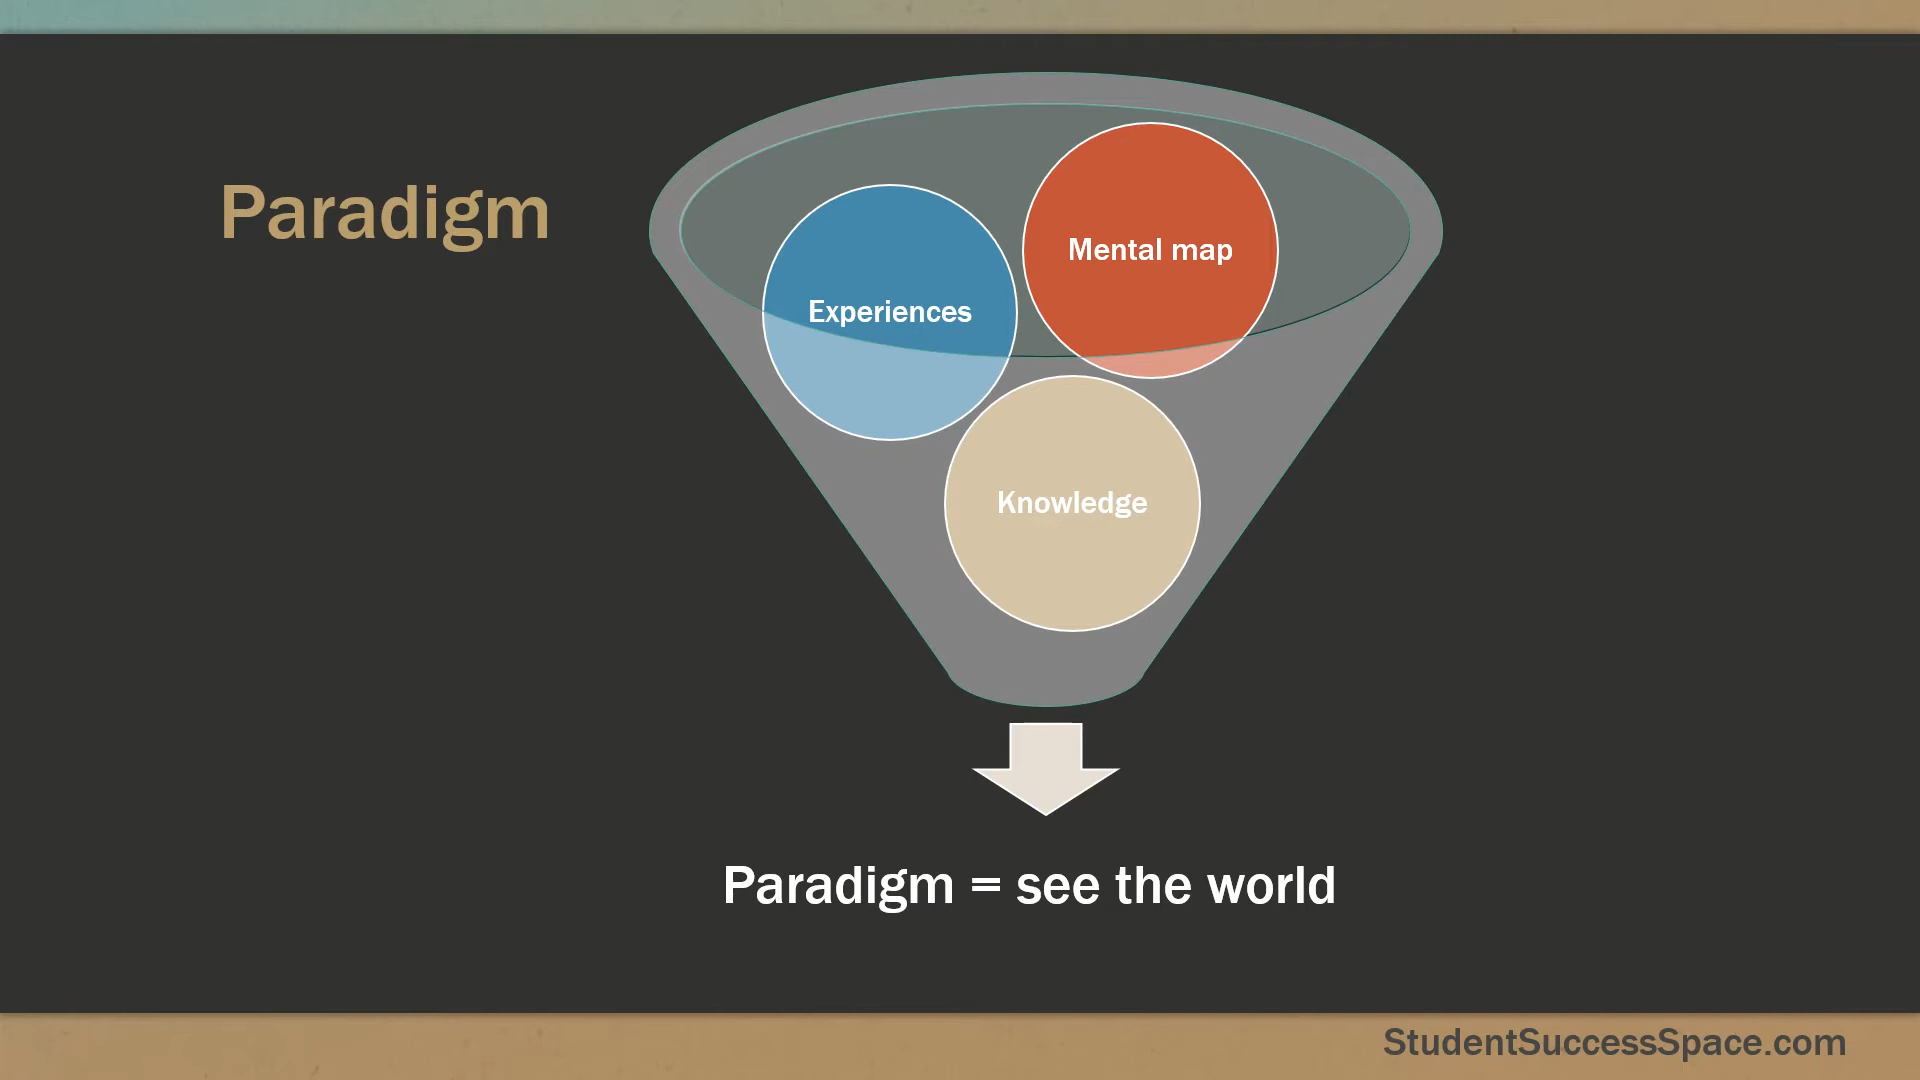 Paradigm
Mental map
Experiences
Knowledge
Paradigm = see the world
StudentSuccessSpace.com